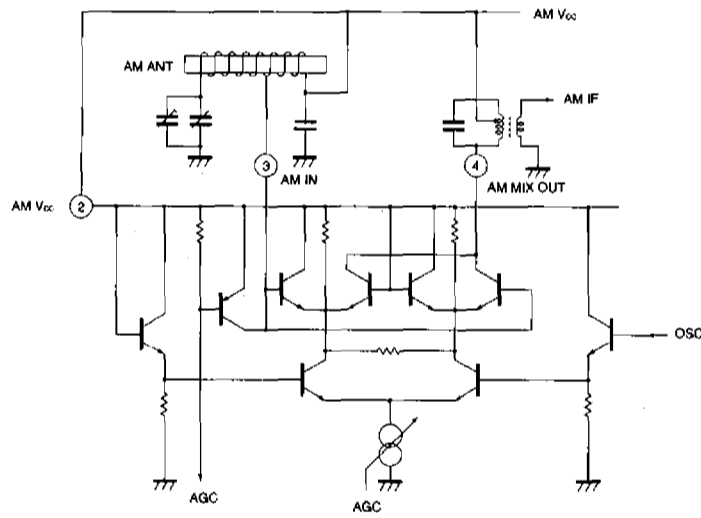 AM Vcc
AM ANT
AM IF
3
AM IN
4
AM MIX OUT
AM Vcc
2
OSC
AGC
AGC